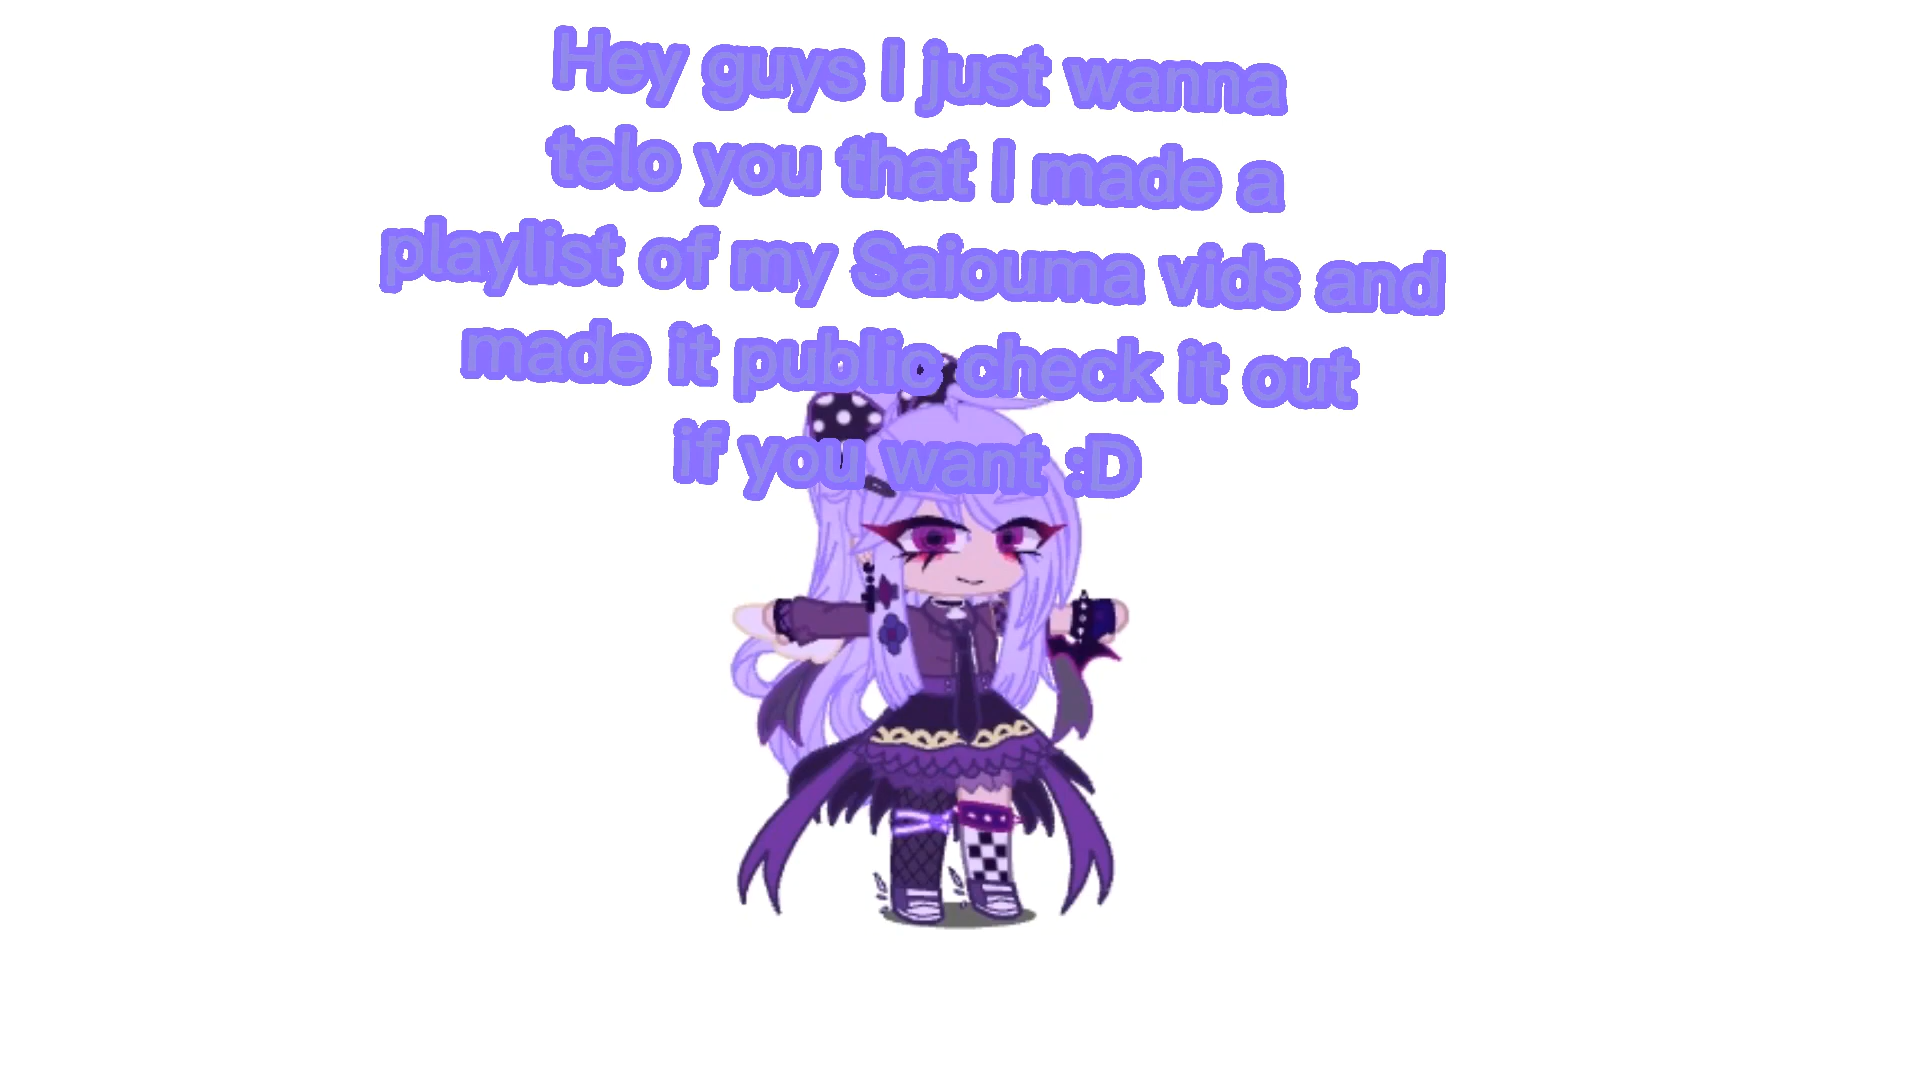 Hey guys I just wanna
telo you that I made a
playlist of my Saiouma vids and
made it public check it out
if you want :D